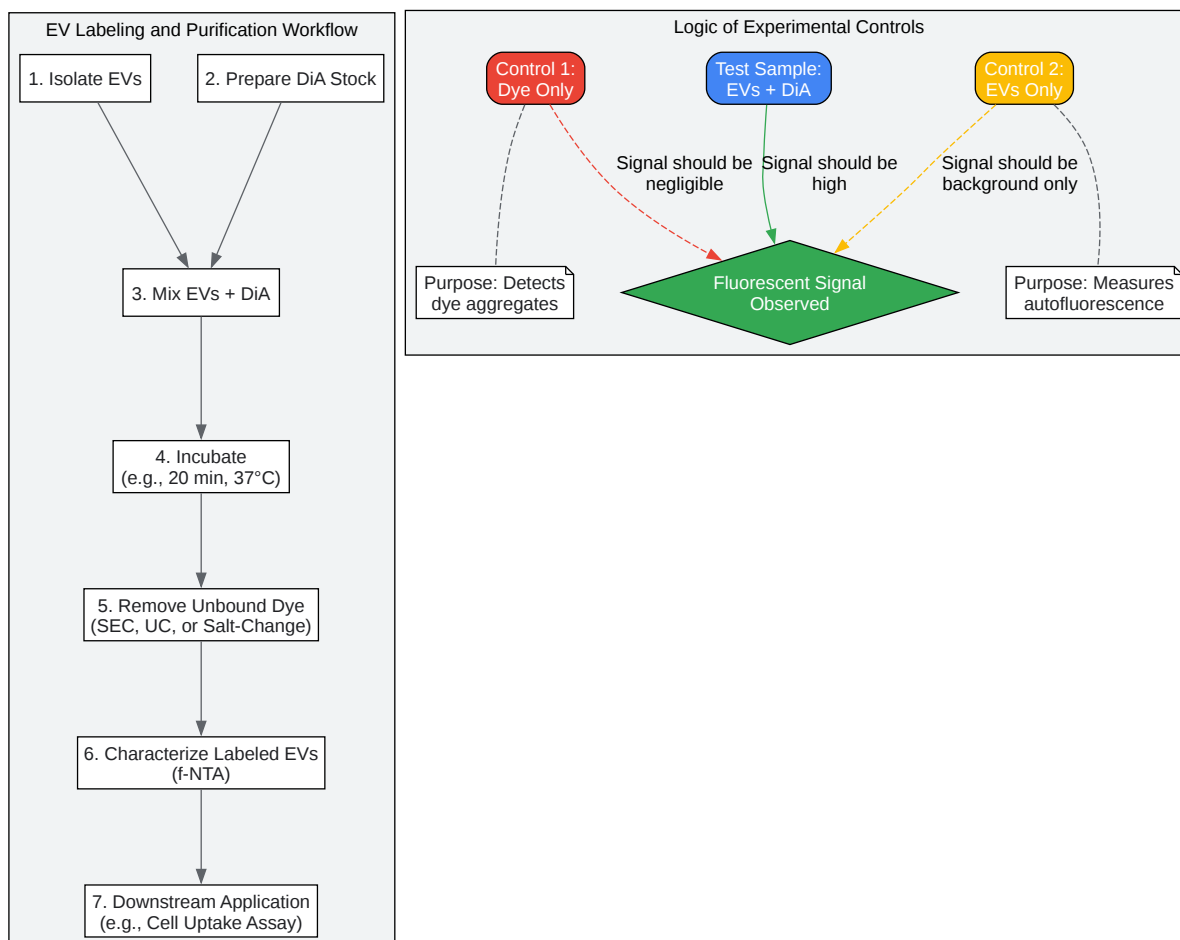 EV Labeling and Purification Workflow
1. Isolate EVs
2. Prepare DiA Stock
3. Mix EVs + DiA
4. Incubate
(e.g., 20 min, 37°C)
5. Remove Unbound Dye
(SEC, UC, or Salt-Change)
6. Characterize Labeled EVs
(f-NTA)
7. Downstream Application
(e.g., Cell Uptake Assay)
Logic of Experimental Controls
Control 1:
Dye Only
Test Sample:
EVs + DiA
Control 2:
EVs Only
Signal should be
negligible
Signal should be
high
Signal should be
background only
Purpose: Detects
dye aggregates
Fluorescent Signal
Observed
Purpose: Measures
autofluorescence